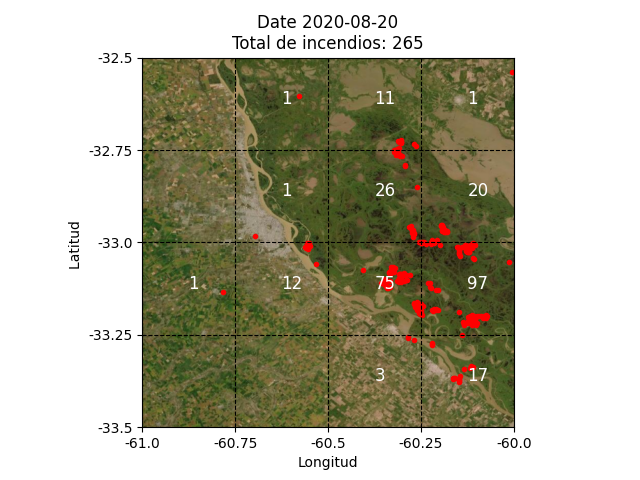 Date 2020-08-20
Total de incendios: 265
-32.5
1 11 1
-32.75
1 26 20
Latitud
-33.0
1 12 75 97
-33.25
3 17
-33.5
-61.0 -60.75 -60.5 -60.25 -60.0
Longitud